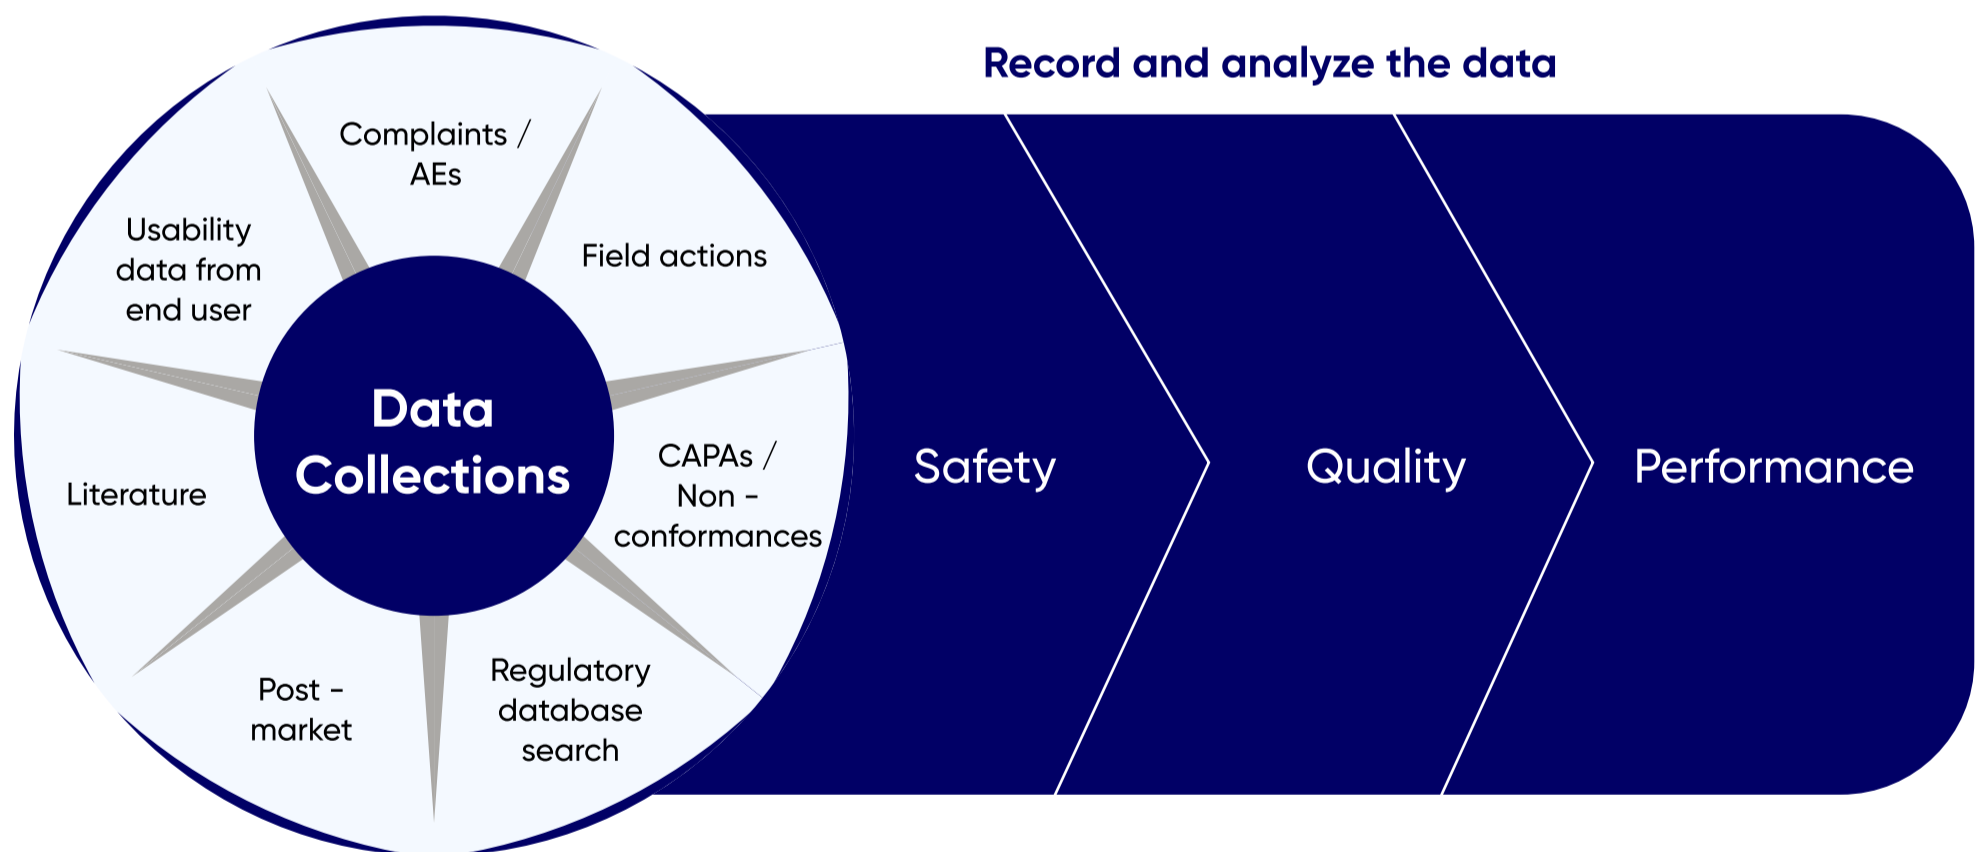 Record and analyze the data
Complaints /
AEs
Field actions
CAPAs /
Non -
conformances
Regulatory
database
search
Post -
market
Literature
Usability
data from
end user
Data
Collections
Safety
Quality
Performance